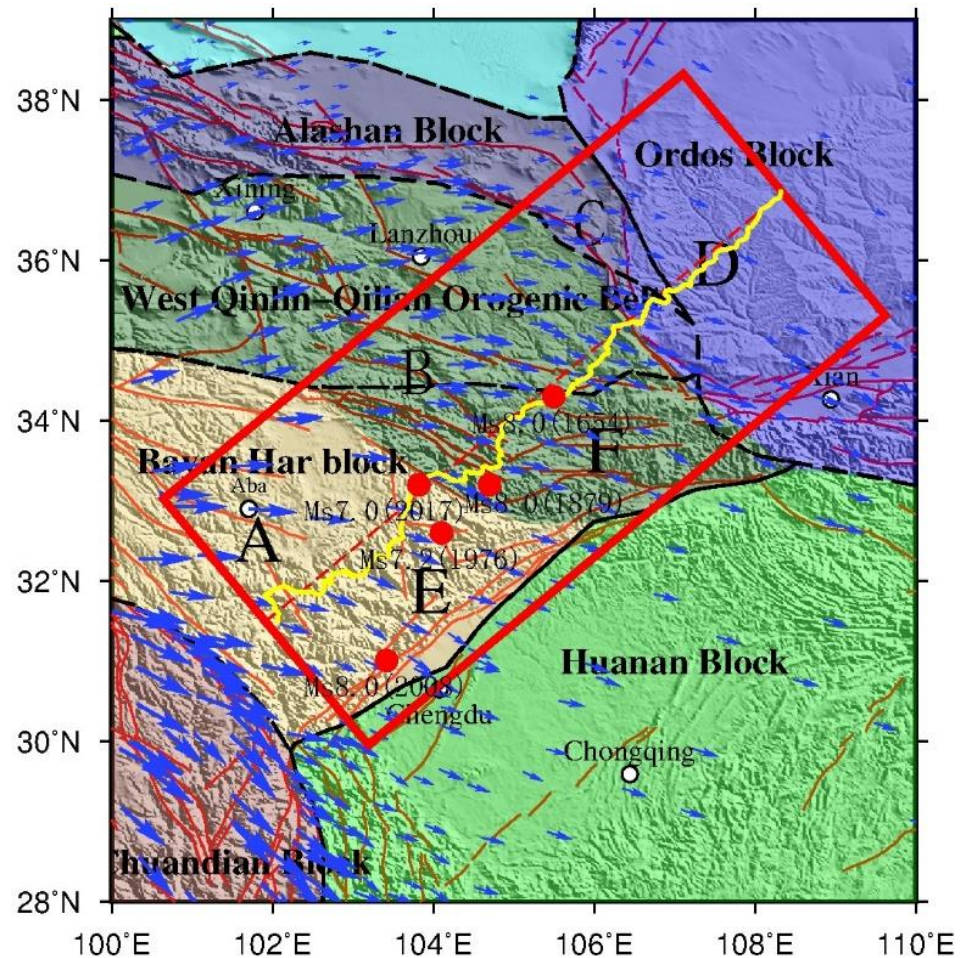 38°N
Alashan Block
Ordos Block
Xining
C
36°N
Lanzhou
D
West Qinlin-Qilian Orogenic Belt
B
34°N
Xian
Ms8.0(1654)
F
Bayan Har block
Aba
Ms7.0(2017)
Ms8.0(1879)
A
Ms7.2(1976)
32°N
E
Huanan Block
Ms8.0(2008)
Chengdu
30°N
Chongqing
Chuandian Block
28°N
100°E 102°E 104°E 106°E 108°E 110°E